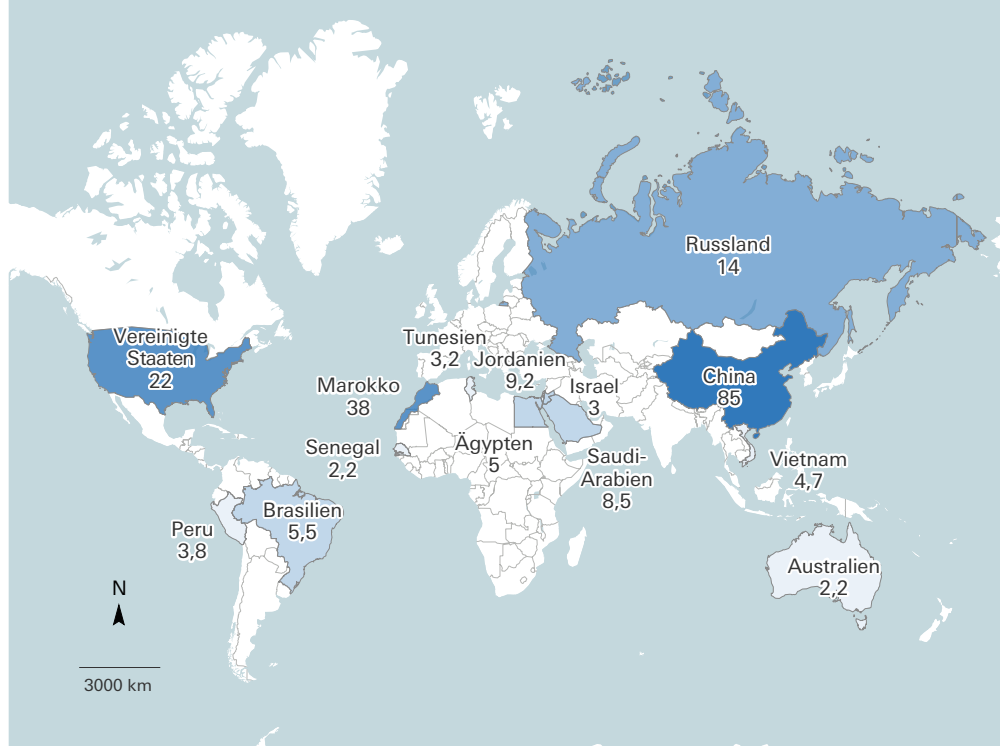 Russland
14
Vereinigte
Staaten
22
Tunesien
3,2
Jordanien
9,2
Marokko
38
Israel
3
China
85
Senegal
2,2
Ägypten
5
Saudi-
Arabien
8,5
Vietnam
4,7
Brasilien
5,5
Peru
3,8
Australien
2,2
N
3000 km